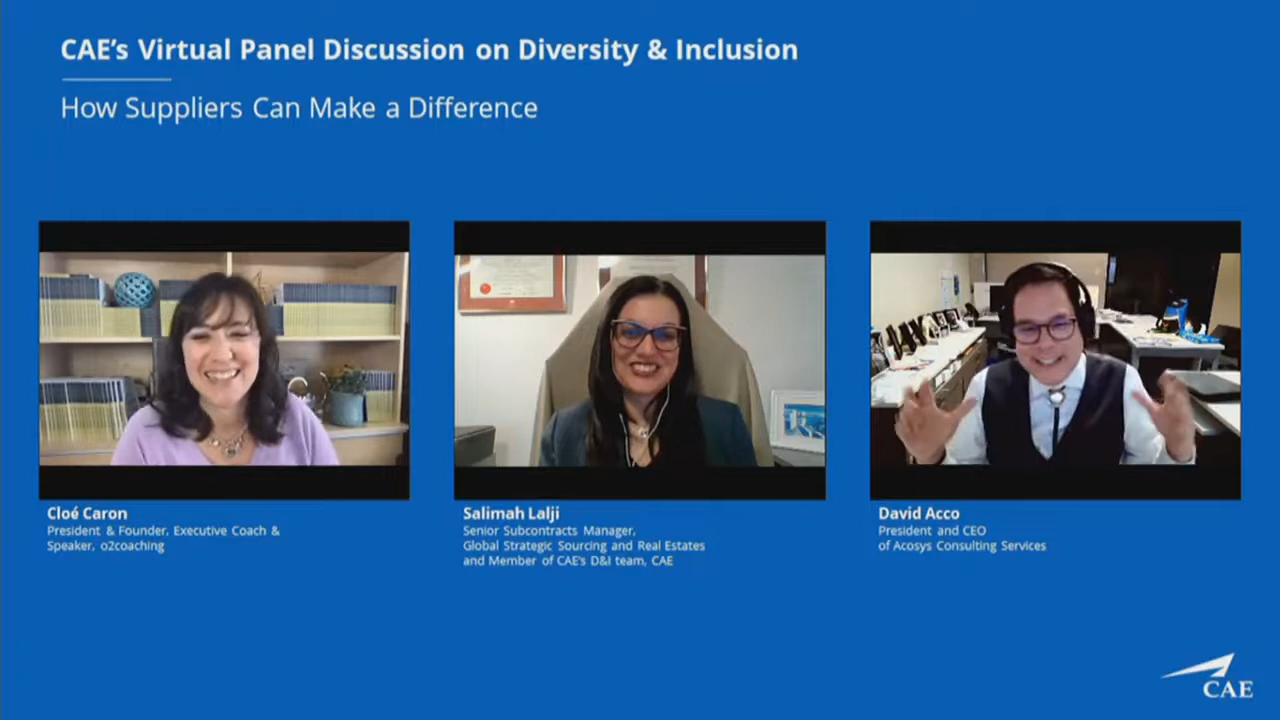 CAE’s Virtual Panel Discussion on Diversity & Inclusion
How Suppliers Can Make a Difference
Cloé Caron
President & Founder, Executive Coach &
Speaker, o2coaching
Salimah Lalji
Senior Subcontracts Manager,
Global Strategic Sourcing and Real Estates
and Member of CAE’s D&I team, CAE
David Acco
President and CEO
of Acosys Consulting Services
CAE